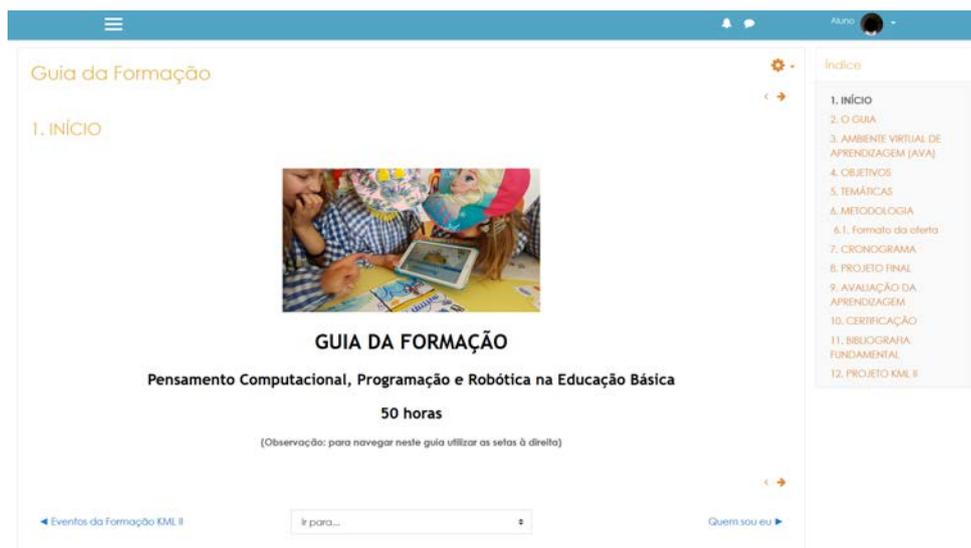 Aluno
Guia da Formação
1. INÍCIO
GUIA DA FORMAÇÃO
Pensamento Computacional, Programação e Robótica na Educação Básica
50 horas
(Observação: para navegar neste guia utilizar as setas à direita)
◄ Eventos da Formação KML II
Ir para...
Quem sou eu ►
Índice
1. INÍCIO
2. O GUIA
3. AMBIENTE VIRTUAL DE
APRENDIZAGEM (AVA)
4. OBJETIVOS
5. TEMÁTICAS
6. METODOLOGIA
6.1. Formato da oferta
7. CRONOGRAMA
8. PROJETO FINAL
9. AVALIAÇÃO DA
APRENDIZAGEM
10. CERTIFICAÇÃO
11. BIBLIOGRAFIA
FUNDAMENTAL
12. PROJETO KML II